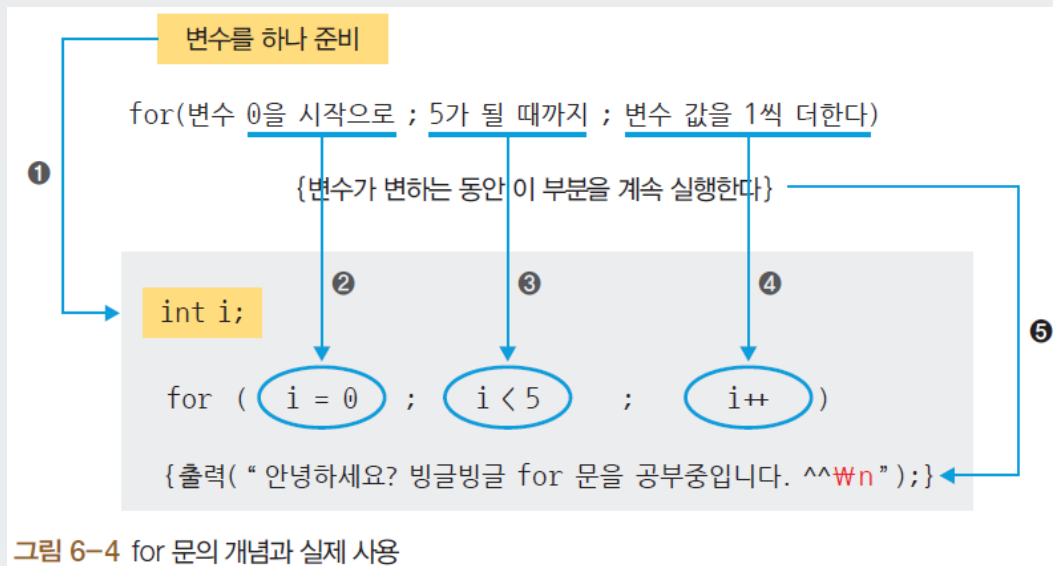 변수를 하나 준비
for(변수 0을 시작으로 ; 5가 될 때까지 ; 변수 값을 1씩 더한다)
❶
{변수가 변하는 동안 이 부분을 계속 실행한다}
❷ ❸ ❹
int i;
❺
for ( i = 0 ; i < 5 ; i++ )
{출력( “ 안녕하세요? 빙글빙글 for 문을 공부중입니다. ^^₩n ” );}
그림 6-4 for 문의 개념과 실제 사용